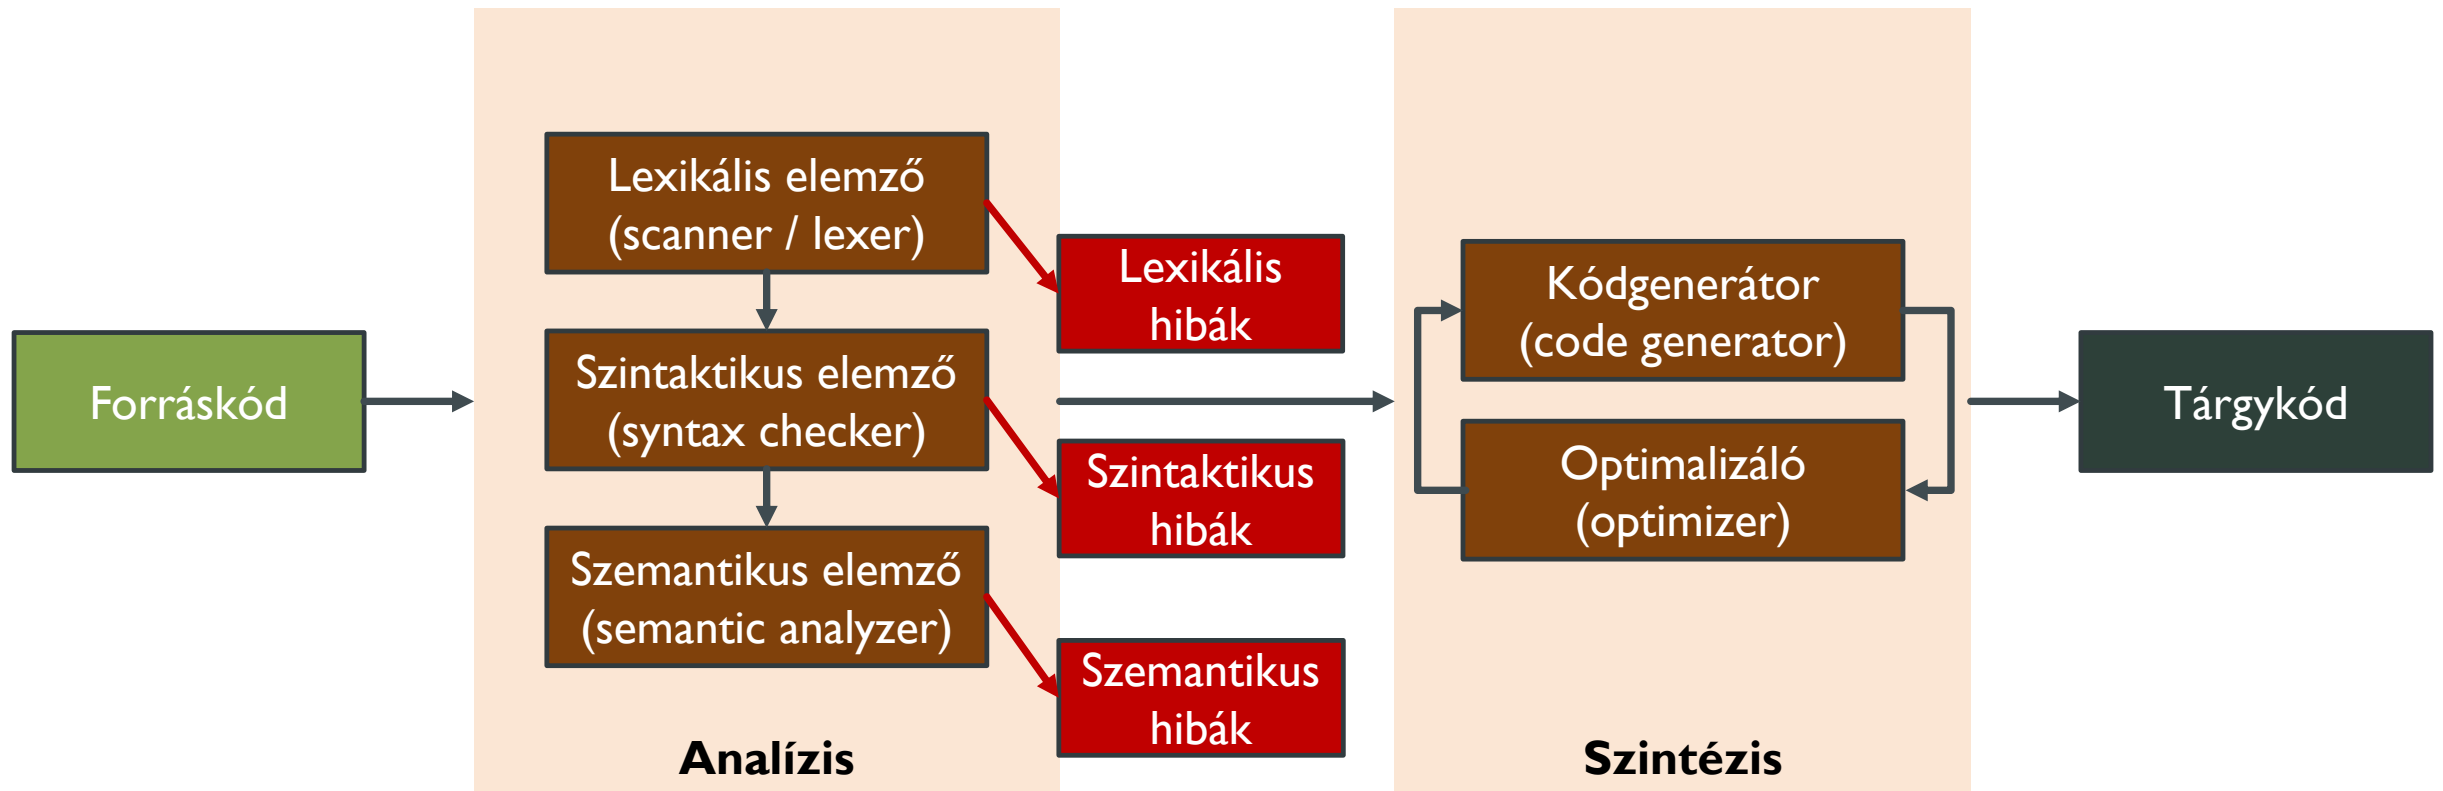 Forráskód
Lexikális elemző
(scanner / lexer)
Szintaktikus elemző
(syntax checker)
Szemantikus elemző
(semantic analyzer)
Analízis
Lexikális
hibák
Szintaktikus
hibák
Szemantikus
hibák
Kódgenerátor
(code generator)
Optimalizáló
(optimizer)
Szintézis
Tárgykód